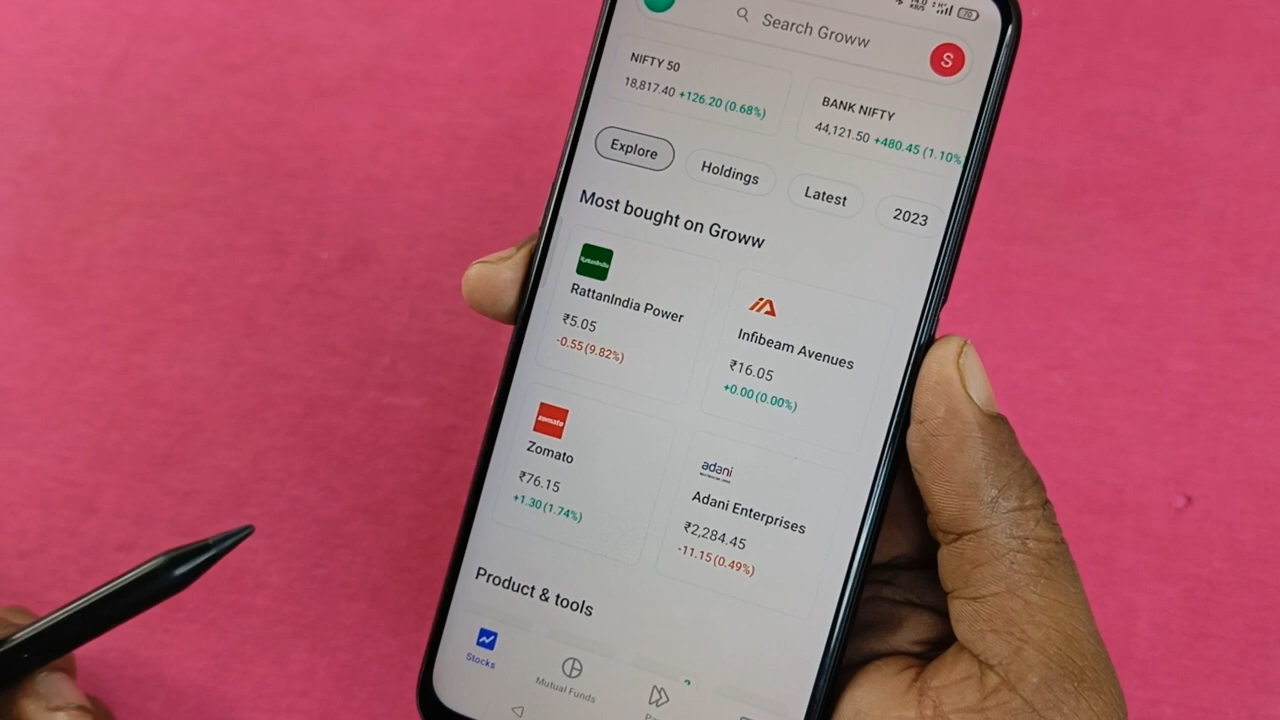 70
Search Groww
S
NIFTY 50
18,817.40 +126.20 (0.68%)
BANK NIFTY
44,121.50 +480.45 (1.10%
Explore
Holdings
Latest
2023
Most bought on Groww
RattanIndia
RattanIndia Power
₹5.05
-0.55 (9.82%)
Infibeam Avenues
₹16.05
+0.00 (0.00%)
zomato
Zomato
₹76.15
+1.30 (1.74%)
adani
Adani Enterprises
₹2,284.45
-11.15 (0.49%)
Product & tools
Stocks
Mutual Funds